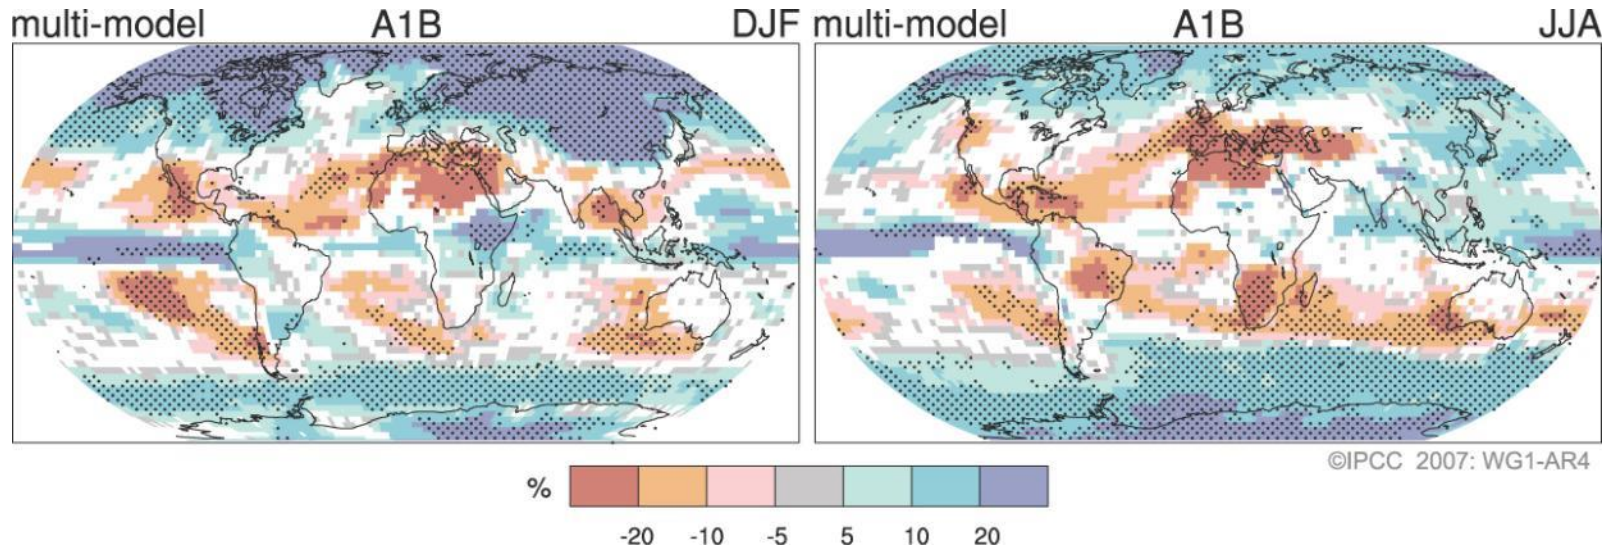 multi-model A1B DJF
multi-model A1B JJA
©IPCC 2007: WG1-AR4
%
-20 -10 -5 5 10 20